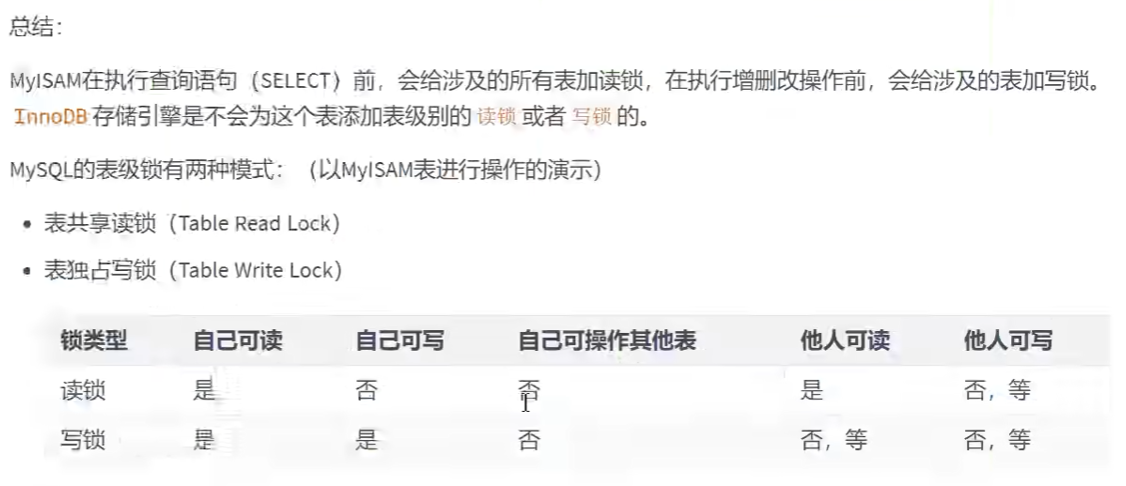 总结：
MyISAM在执行查询语句（SELECT）前，会给涉及的所有表加读锁，在执行增删改操作前，会给涉及的表加写锁。
InnoDB 存储引擎是不会为这个表添加表级别的 读锁 或者 写锁 的。
MySQL的表级锁有两种模式：（以MyISAM表进行操作的演示）
• 表共享读锁（Table Read Lock）
• 表独占写锁（Table Write Lock）
锁类型 自己可读 自己可写 自己可操作其他表 他人可读 他人可写
读锁 是 否 否 是 否，等
写锁 是 是 否 否，等 否，等